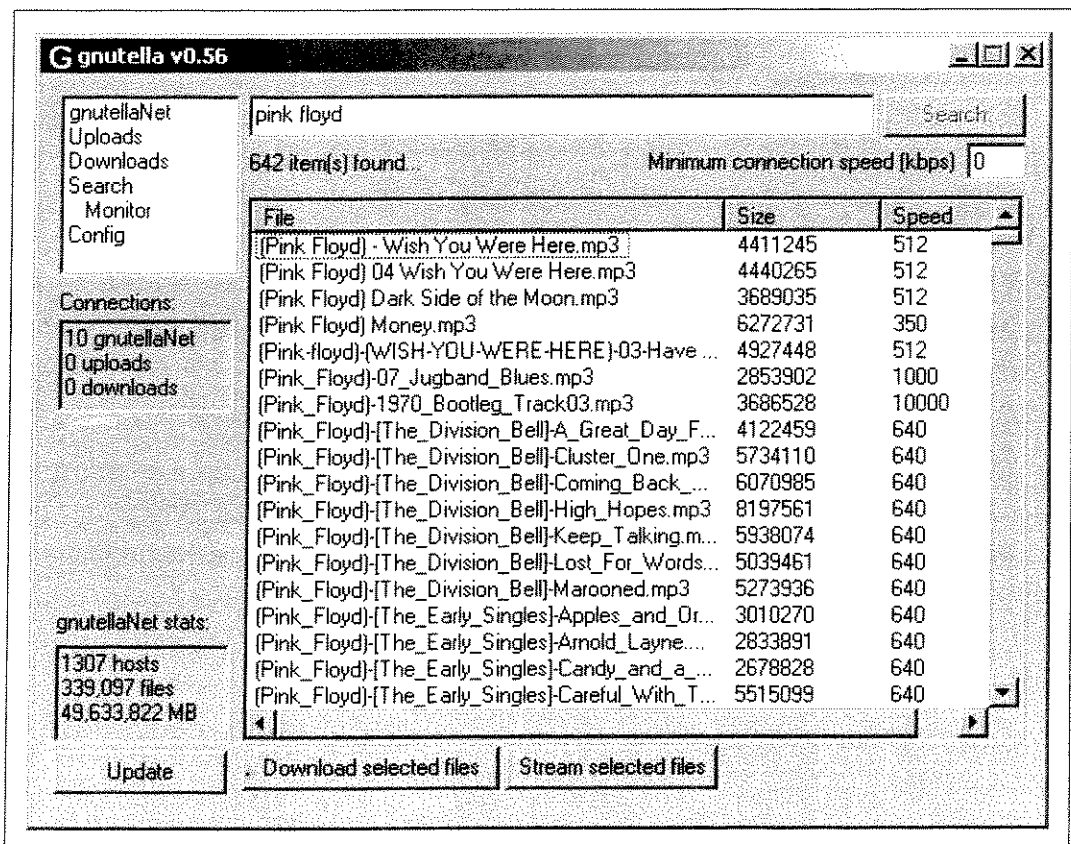 G gnutella v0.56
gnutellaNet
Uploads
Downloads
Search
Monitor
Config
pink floyd
Search
642 item(s) found...
Minimum connection speed (kbps) 0
File Size Speed
(Pink Floyd) - Wish You Were Here.mp3 4411245 512
(Pink Floyd) 04 Wish You Were Here.mp3 4440265 512
(Pink Floyd) Dark Side of the Moon.mp3 3689035 512
(Pink Floyd) Money.mp3 6272731 350
(Pink-floyd)-(WISH-YOU-WERE-HERE)-03-Have ... 4927448 512
(Pink_Floyd)-07_Jugband_Blues.mp3 2853902 1000
(Pink_Floyd)-1970_Bootleg_Track03.mp3 3686528 10000
(Pink_Floyd)-[The_Division_Bell]-A_Great_Day_F... 4122459 640
(Pink_Floyd)-[The_Division_Bell]-Cluster_One.mp3 5734110 640
(Pink_Floyd)-[The_Division_Bell]-Coming_Back_... 6070985 640
(Pink_Floyd)-[The_Division_Bell]-High_Hopes.mp3 8197561 640
(Pink_Floyd)-[The_Division_Bell]-Keep_Talking.m... 5938074 640
(Pink_Floyd)-[The_Division_Bell]-Lost_For_Words... 5039461 640
(Pink_Floyd)-[The_Division_Bell]-Marooned.mp3 5273936 640
(Pink_Floyd)-[The_Early_Singles]-Apples_and_Or... 3010270 640
(Pink_Floyd)-[The_Early_Singles]-Arnold_Layne.... 2833891 640
(Pink_Floyd)-[The_Early_Singles]-Candy_and_a_... 2678828 640
(Pink_Floyd)-[The_Early_Singles]-Careful_With_T... 5515099 640
Connections:
10 gnutellaNet
0 uploads
0 downloads
gnutellaNet stats:
1307 hosts
339,097 files
49,633,822 MB
Update
Download selected files
Stream selected files